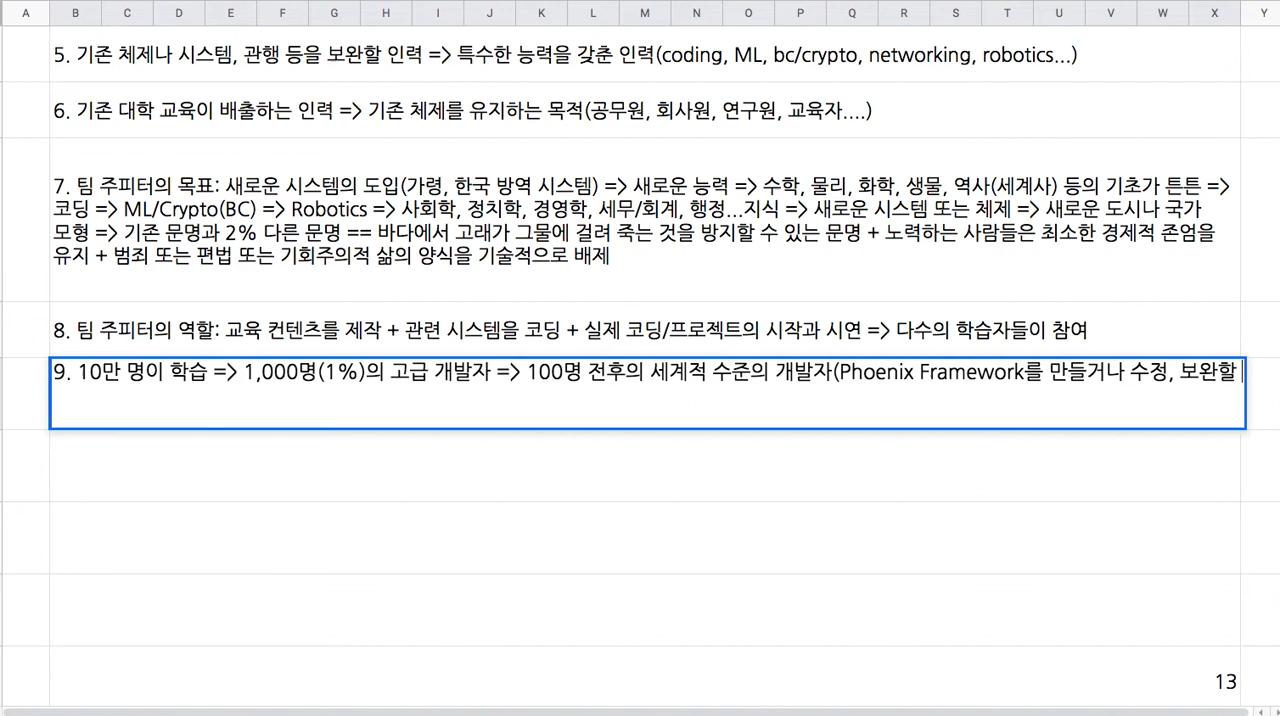 A B C D E F G H I J K L M N O P Q R S T U V W X Y
5. 기존 체제나 시스템, 관행 등을 보완할 인력 => 특수한 능력을 갖춘 인력(coding, ML, bc/crypto, networking, robotics...)
6. 기존 대학 교육이 배출하는 인력 => 기존 체제를 유지하는 목적(공무원, 회사원, 연구원, 교육자....)
7. 팀 주피터의 목표: 새로운 시스템의 도입(가령, 한국 방역 시스템) => 새로운 능력 => 수학, 물리, 화학, 생물, 역사(세계사) 등의 기초가 튼튼 =>
코딩 => ML/Crypto(BC) => Robotics => 사회학, 정치학, 경영학, 세무/회계, 행정...지식 => 새로운 시스템 또는 체제 => 새로운 도시나 국가
모형 => 기존 문명과 2% 다른 문명 == 바다에서 고래가 그물에 걸려 죽는 것을 방지할 수 있는 문명 + 노력하는 사람들은 최소한 경제적 존엄을
유지 + 범죄 또는 편법 또는 기회주의적 삶의 양식을 기술적으로 배제
8. 팀 주피터의 역할: 교육 컨텐츠를 제작 + 관련 시스템을 코딩 + 실제 코딩/프로젝트의 시작과 시연 => 다수의 학습자들이 참여
9. 10만 명이 학습 => 1,000명(1%)의 고급 개발자 => 100명 전후의 세계적 수준의 개발자(Phoenix Framework를 만들거나 수정, 보완할
13